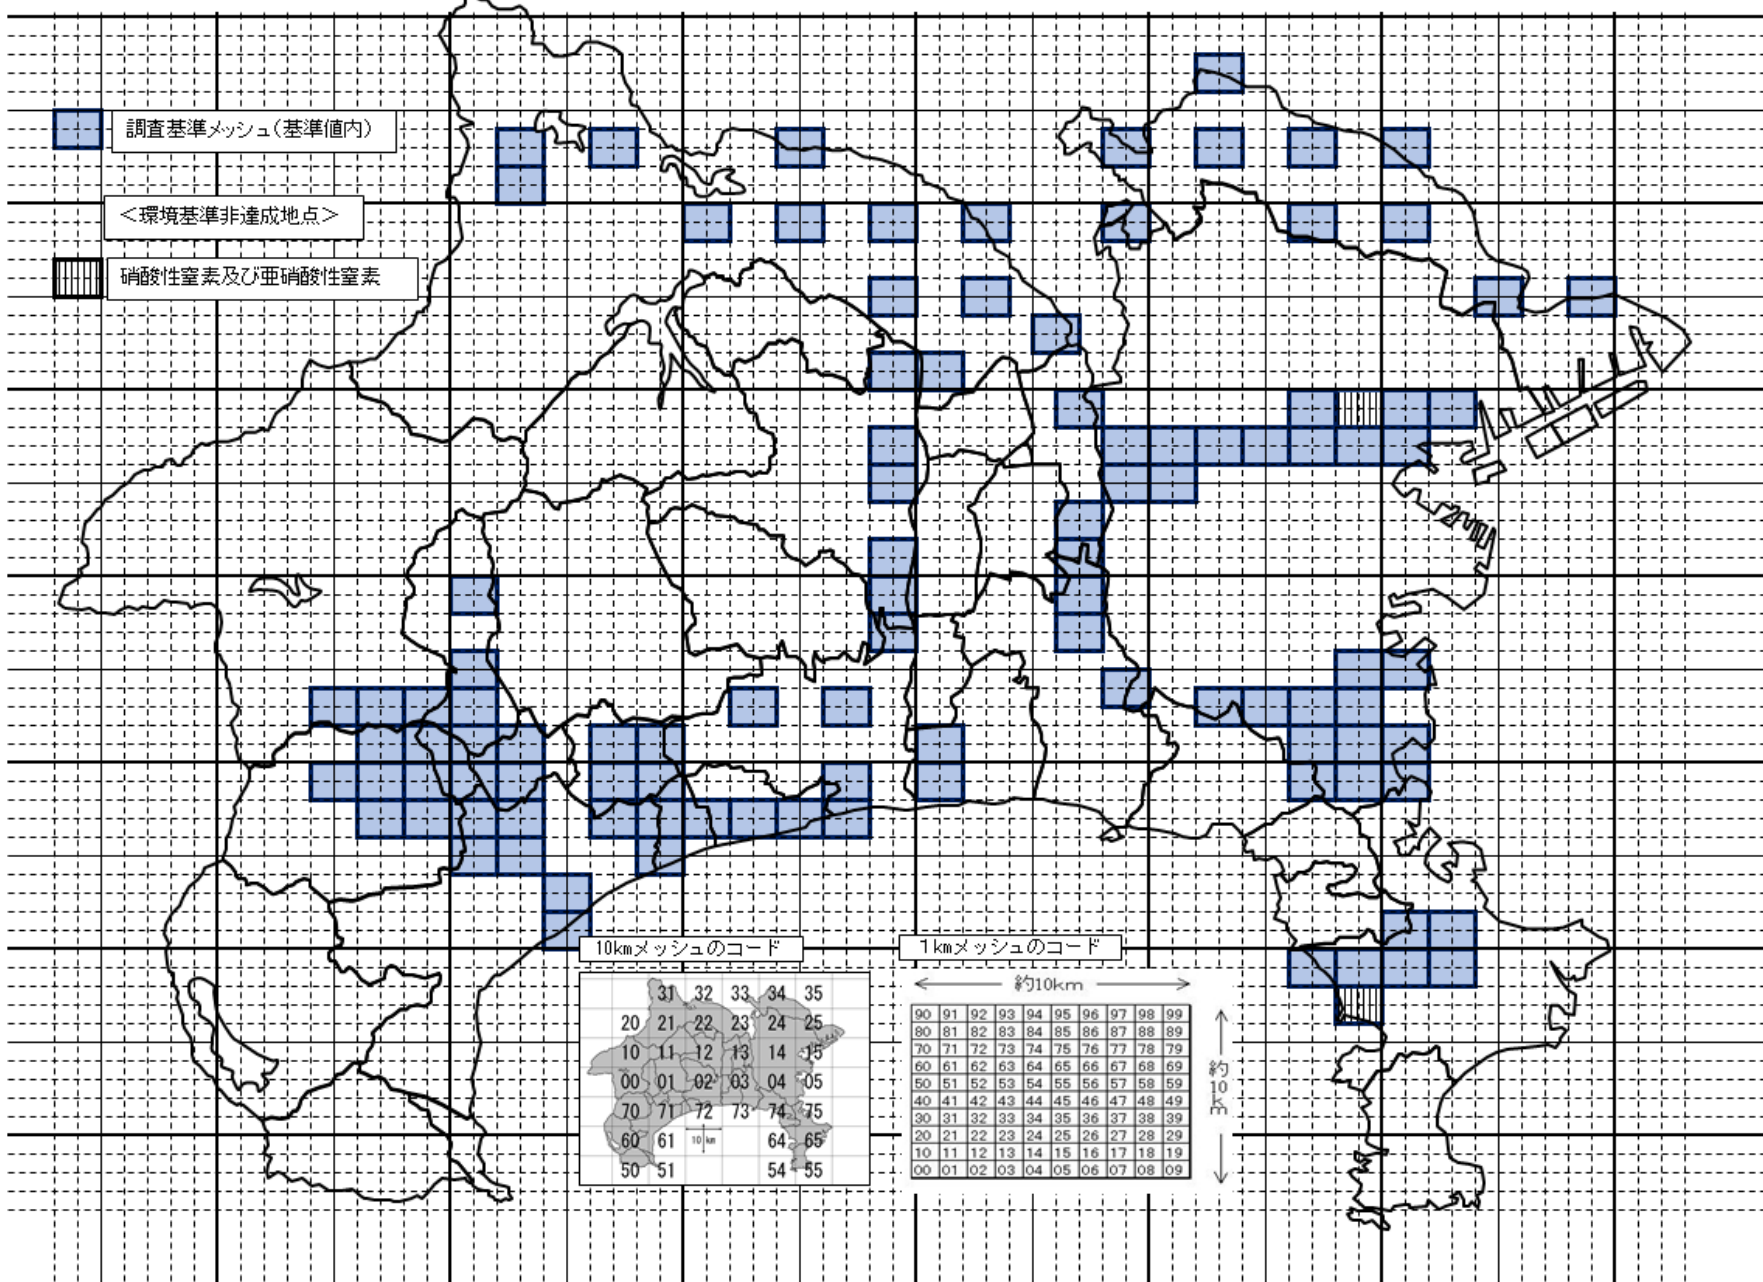 調査基準メッシュ(基準値内)
<環境基準非達成地点>
硝酸性窒素及び亜硝酸性窒素
10kmメッシュのコード
31 32 33 34 35
20 21 22 23 24 25
10 11 12 13 14 15
00 01 02 03 04 05
70 71 72 73 74 75
60 61 64 65
50 51 54 55
10 km
1kmメッシュのコード
約10km
90 91 92 93 94 95 96 97 98 99
80 81 82 83 84 85 86 87 88 89
70 71 72 73 74 75 76 77 78 79
60 61 62 63 64 65 66 67 68 69
50 51 52 53 54 55 56 57 58 59
40 41 42 43 44 45 46 47 48 49
30 31 32 33 34 35 36 37 38 39
20 21 22 23 24 25 26 27 28 29
10 11 12 13 14 15 16 17 18 19
00 01 02 03 04 05 06 07 08 09
約10km